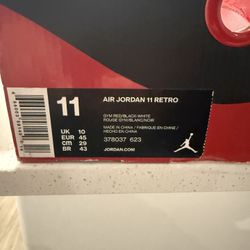 11
AIR JORDAN 11 RETRO
GYM RED/BLACK-WHITE
ROUGE GYM/BLANC/NOIR
MADE IN CHINA / FABRIQUE EN CHINE /
HECHO EN CHINA
UK 10
EUR 45
CM 29
BR 43
378037 623
JORDAN.COM